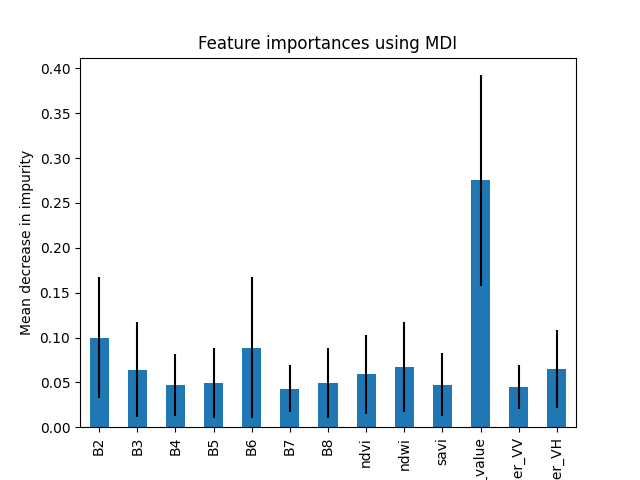 Feature importances using MDI
Mean decrease in impurity
0.40
0.35
0.30
0.25
0.20
0.15
0.10
0.05
0.00
B2
B3
B4
B5
B6
B7
B8
ndvi
ndwi
savi
_value
er_VV
er_VH